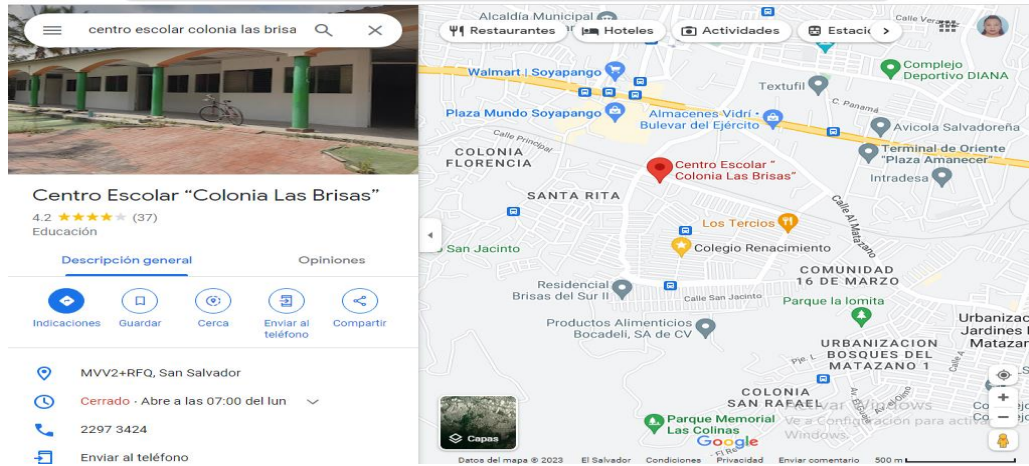 centro escolar colonia las brisa
Centro Escolar “Colonia Las Brisas”
4.2 (37)
Educación
Descripción general
Opiniones
Indicaciones
Guardar
Cerca
Enviar al
teléfono
Compartir
MVV2+RFQ, San Salvador
Cerrado · Abre a las 07:00 del lun
2297 3424
Enviar al teléfono
Alcaldía Municipal
Calle Vera
Restaurantes
Hoteles
Actividades
Estacio
Complejo
Deportivo DIANA
Walmart | Soyapango
Textufil
C. Panamá
Plaza Mundo Soyapango
Almacenes Vidrí •
Bulevar del Ejército
Avicola Salvadoreña
Calle Principal
COLONIA
FLORENCIA
Terminal de Oriente
"Plaza Amanecer"
Centro Escolar "
Colonia Las Brisas"
Intradesa
SANTA RITA
Calle Al Matazano
Los Tercios
San Jacinto
Colegio Renacimiento
COMUNIDAD
16 DE MARZO
Residencial
Brisas del Sur II
Calle San Jacinto
Parque la lomita
Productos Alimenticios
Bocadeli, SA de CV
Urbanizac
Jardines
Matazar
URBANIZACION
BOSQUES DEL
MATAZANO 1
Pje. L
Calle A
COLONIA
SAN RAFAEL
Av. El Guaje
Activar Windows
Ve a Configuración para activar
Windows.
Parque Memorial
Las Colinas
Capas
Google
Datos del mapa © 2023 El Salvador Condiciones Privacidad Enviar comentario 500 m